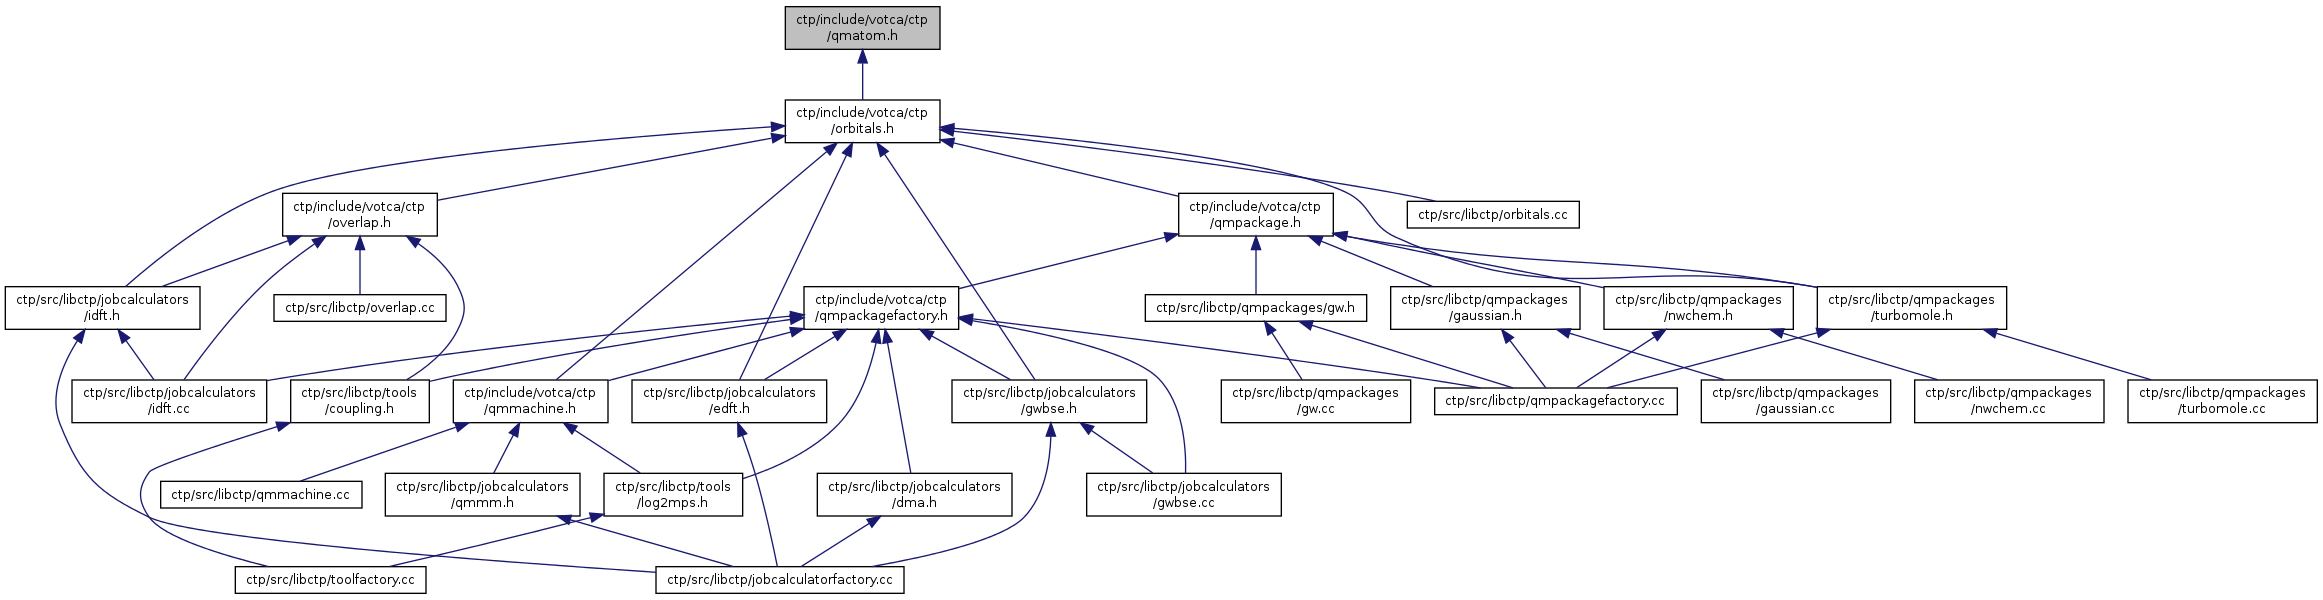 ctp/include/votca/ctp
/qmatom.h
ctp/include/votca/ctp
/orbitals.h
ctp/include/votca/ctp
/overlap.h
ctp/include/votca/ctp
/qmpackage.h
ctp/src/libctp/orbitals.cc
ctp/src/libctp/jobcalculators
/idft.h
ctp/src/libctp/overlap.cc
ctp/include/votca/ctp
/qmpackagefactory.h
ctp/src/libctp/qmpackages/gw.h
ctp/src/libctp/qmpackages
/gaussian.h
ctp/src/libctp/qmpackages
/nwchem.h
ctp/src/libctp/qmpackages
/turbomole.h
ctp/src/libctp/jobcalculators
/idft.cc
ctp/src/libctp/tools
/coupling.h
ctp/include/votca/ctp
/qmmachine.h
ctp/src/libctp/jobcalculators
/edft.h
ctp/src/libctp/jobcalculators
/gwbse.h
ctp/src/libctp/qmpackages
/gw.cc
ctp/src/libctp/qmpackagefactory.cc
ctp/src/libctp/qmpackages
/gaussian.cc
ctp/src/libctp/qmpackages
/nwchem.cc
ctp/src/libctp/qmpackages
/turbomole.cc
ctp/src/libctp/qmmachine.cc
ctp/src/libctp/jobcalculators
/qmmm.h
ctp/src/libctp/tools
/log2mps.h
ctp/src/libctp/jobcalculators
/dma.h
ctp/src/libctp/jobcalculators
/gwbse.cc
ctp/src/libctp/toolfactory.cc
ctp/src/libctp/jobcalculatorfactory.cc